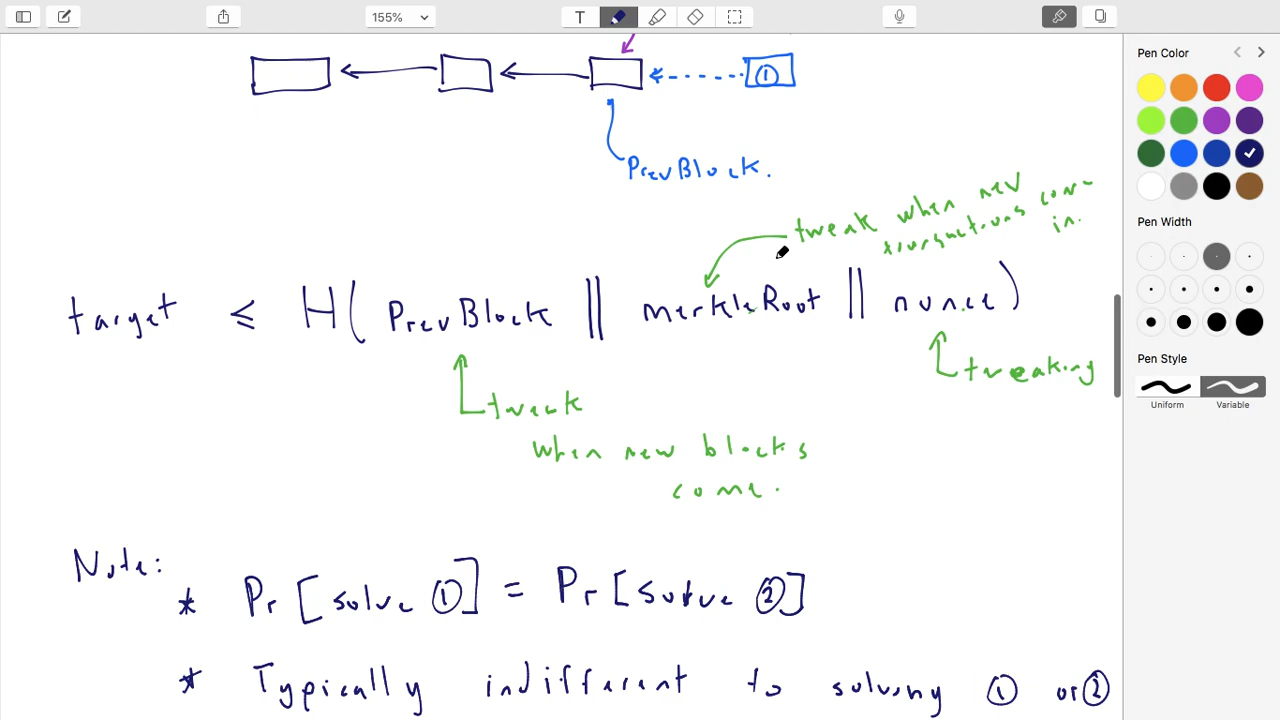 155%
T
Pen Color
①
PrevBlock.
tweak when new
transactions come
in.
Pen Width
target ≤ H( PrevBlock || merkleRoot || nonce)
tweaking
Pen Style
Uniform
Variable
tweak
when new blocks
come.
Note:
* Pr [solve ①] = Pr [solve ②]
* Typically indifferent to solving ① or ②